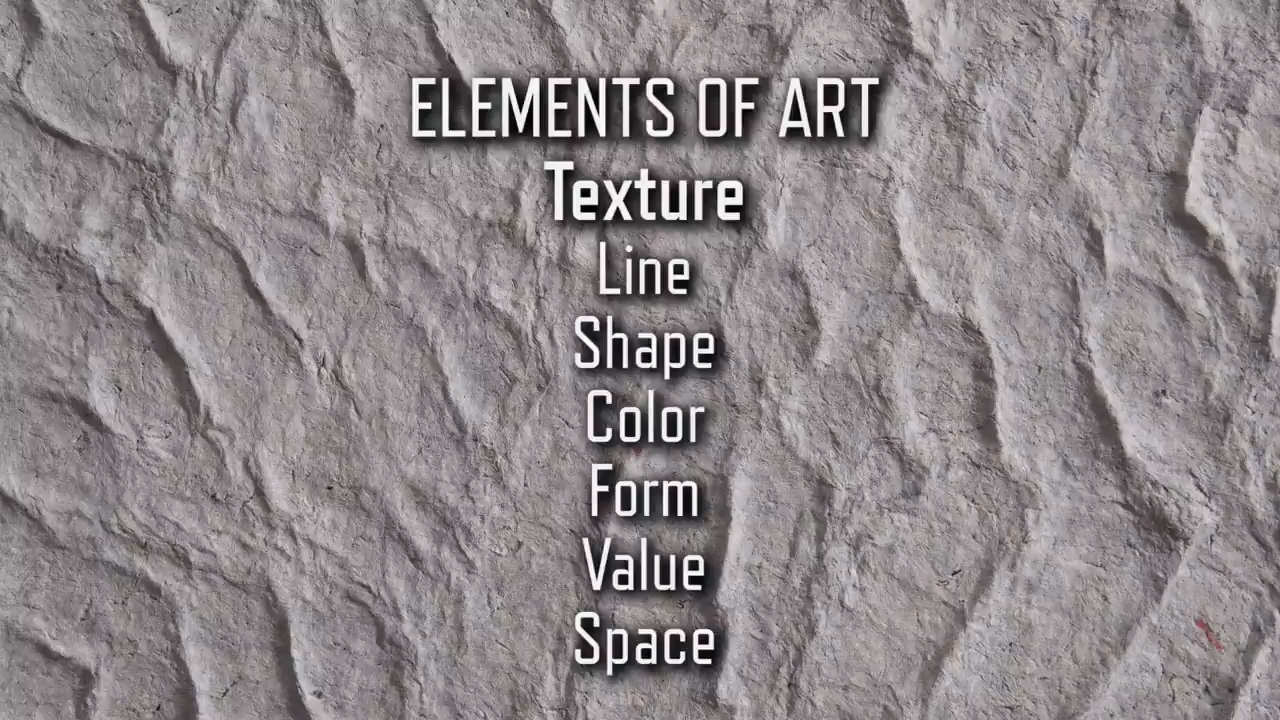 ELEMENTS OF ART
Texture
Line
Shape
Color
Form
Value
Space